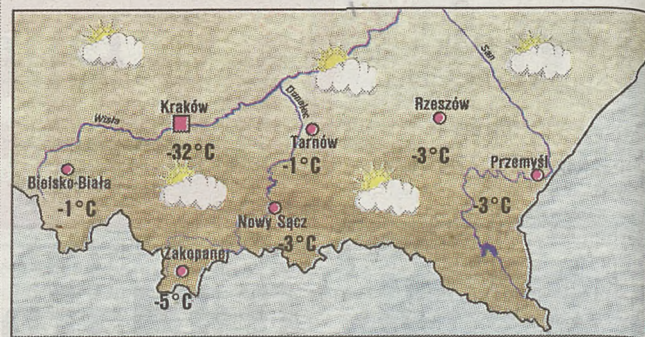 San
Dunajec
Kraków
Rzeszów
Wisła
Tarnów
-32°C
-1°C
-3°C
Przemyśl
Bielsko-Biała
-1°C
-3°C
Nowy Sącz
-3°C
Zakopane
-5°C